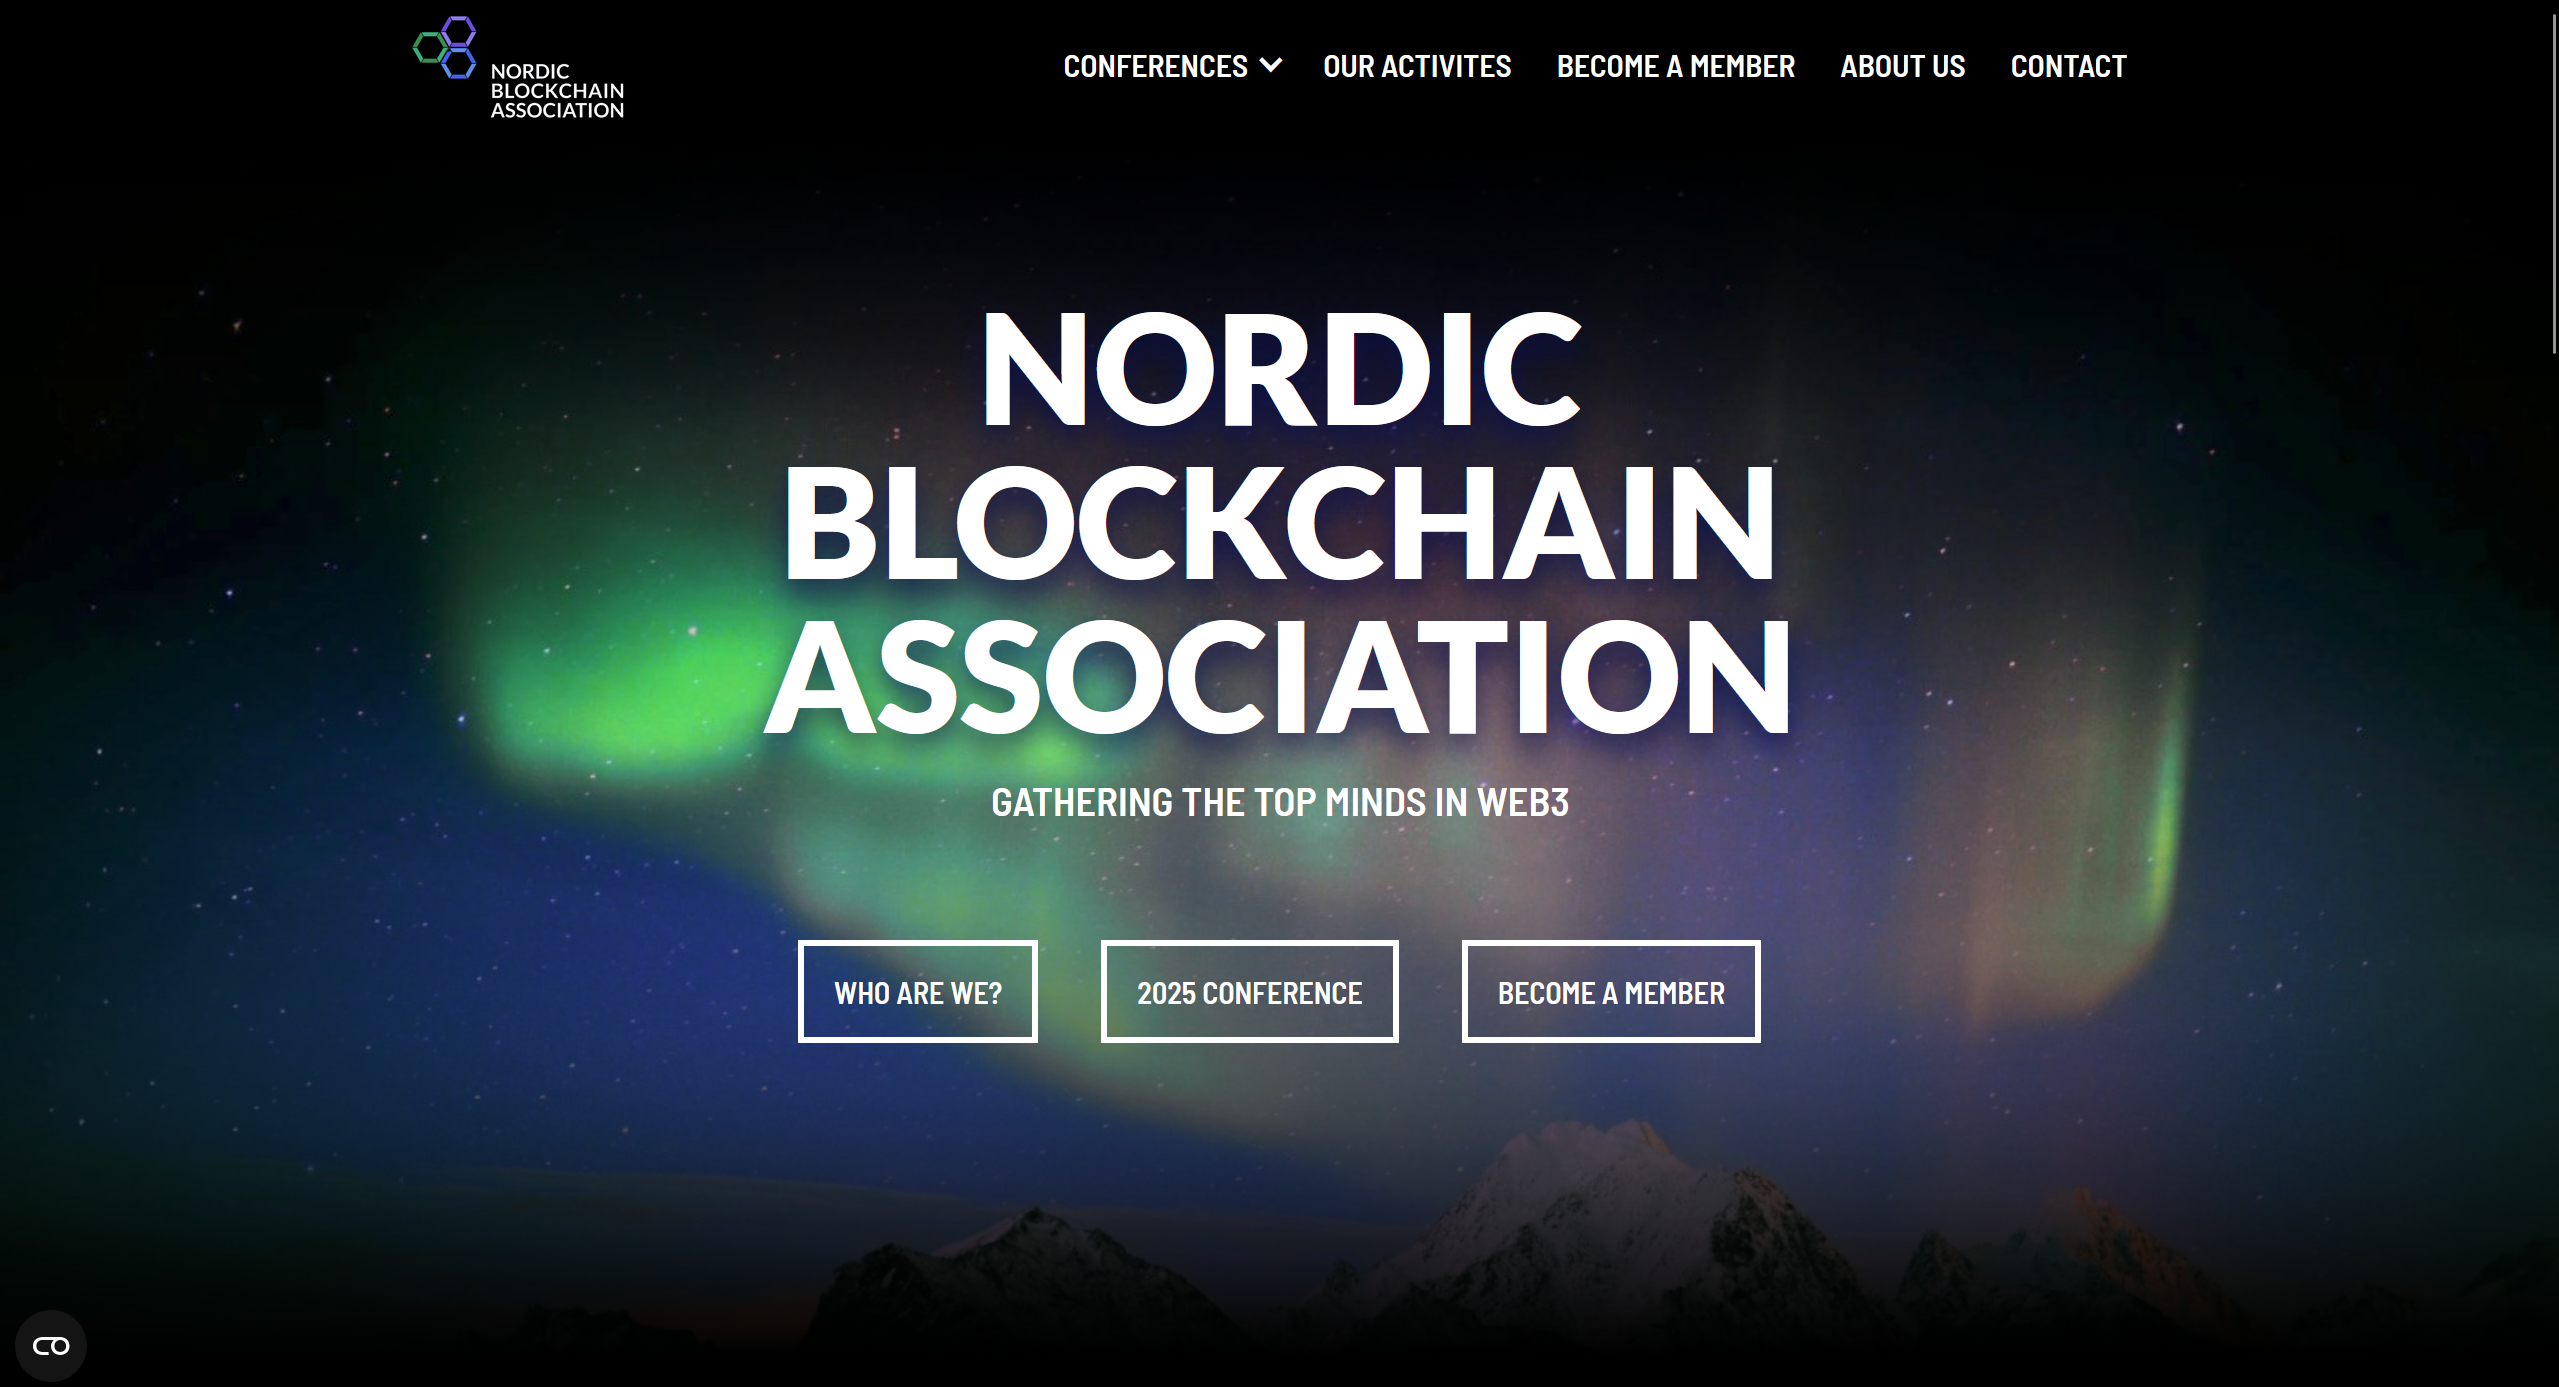 NORDIC
BLOCKCHAIN
ASSOCIATION
CONFERENCES
OUR ACTIVITES
BECOME A MEMBER
ABOUT US
CONTACT
NORDIC
BLOCKCHAIN
ASSOCIATION
GATHERING THE TOP MINDS IN WEB3
WHO ARE WE?
2025 CONFERENCE
BECOME A MEMBER